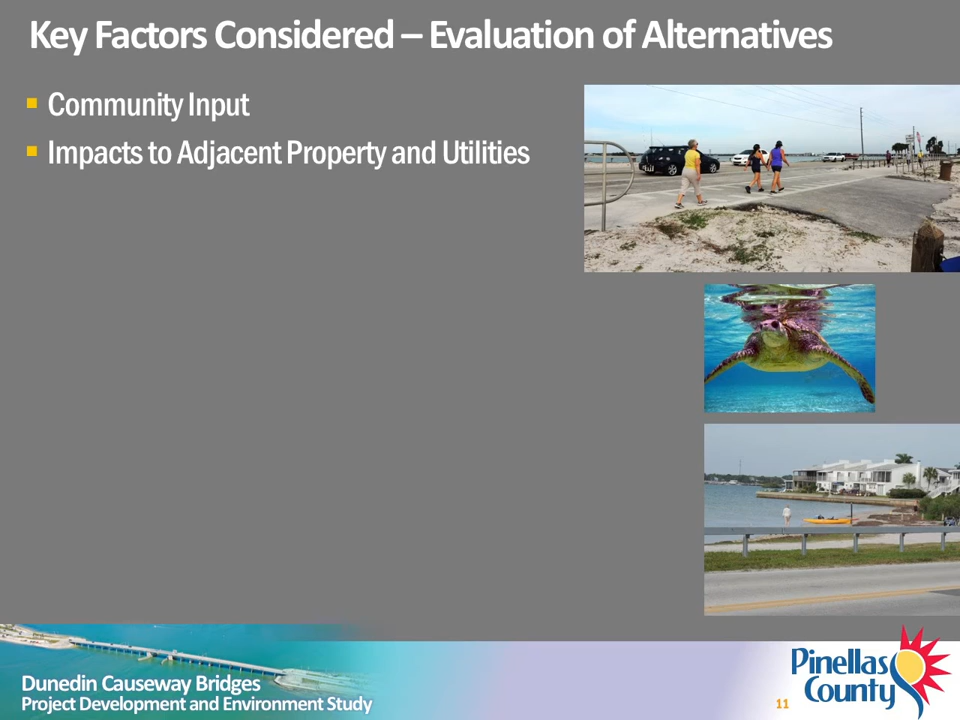 Key Factors Considered – Evaluation of Alternatives
Community Input
Impacts to Adjacent Property and Utilities
Dunedin Causeway Bridges
Project Development and Environment Study
11
Pinellas
County